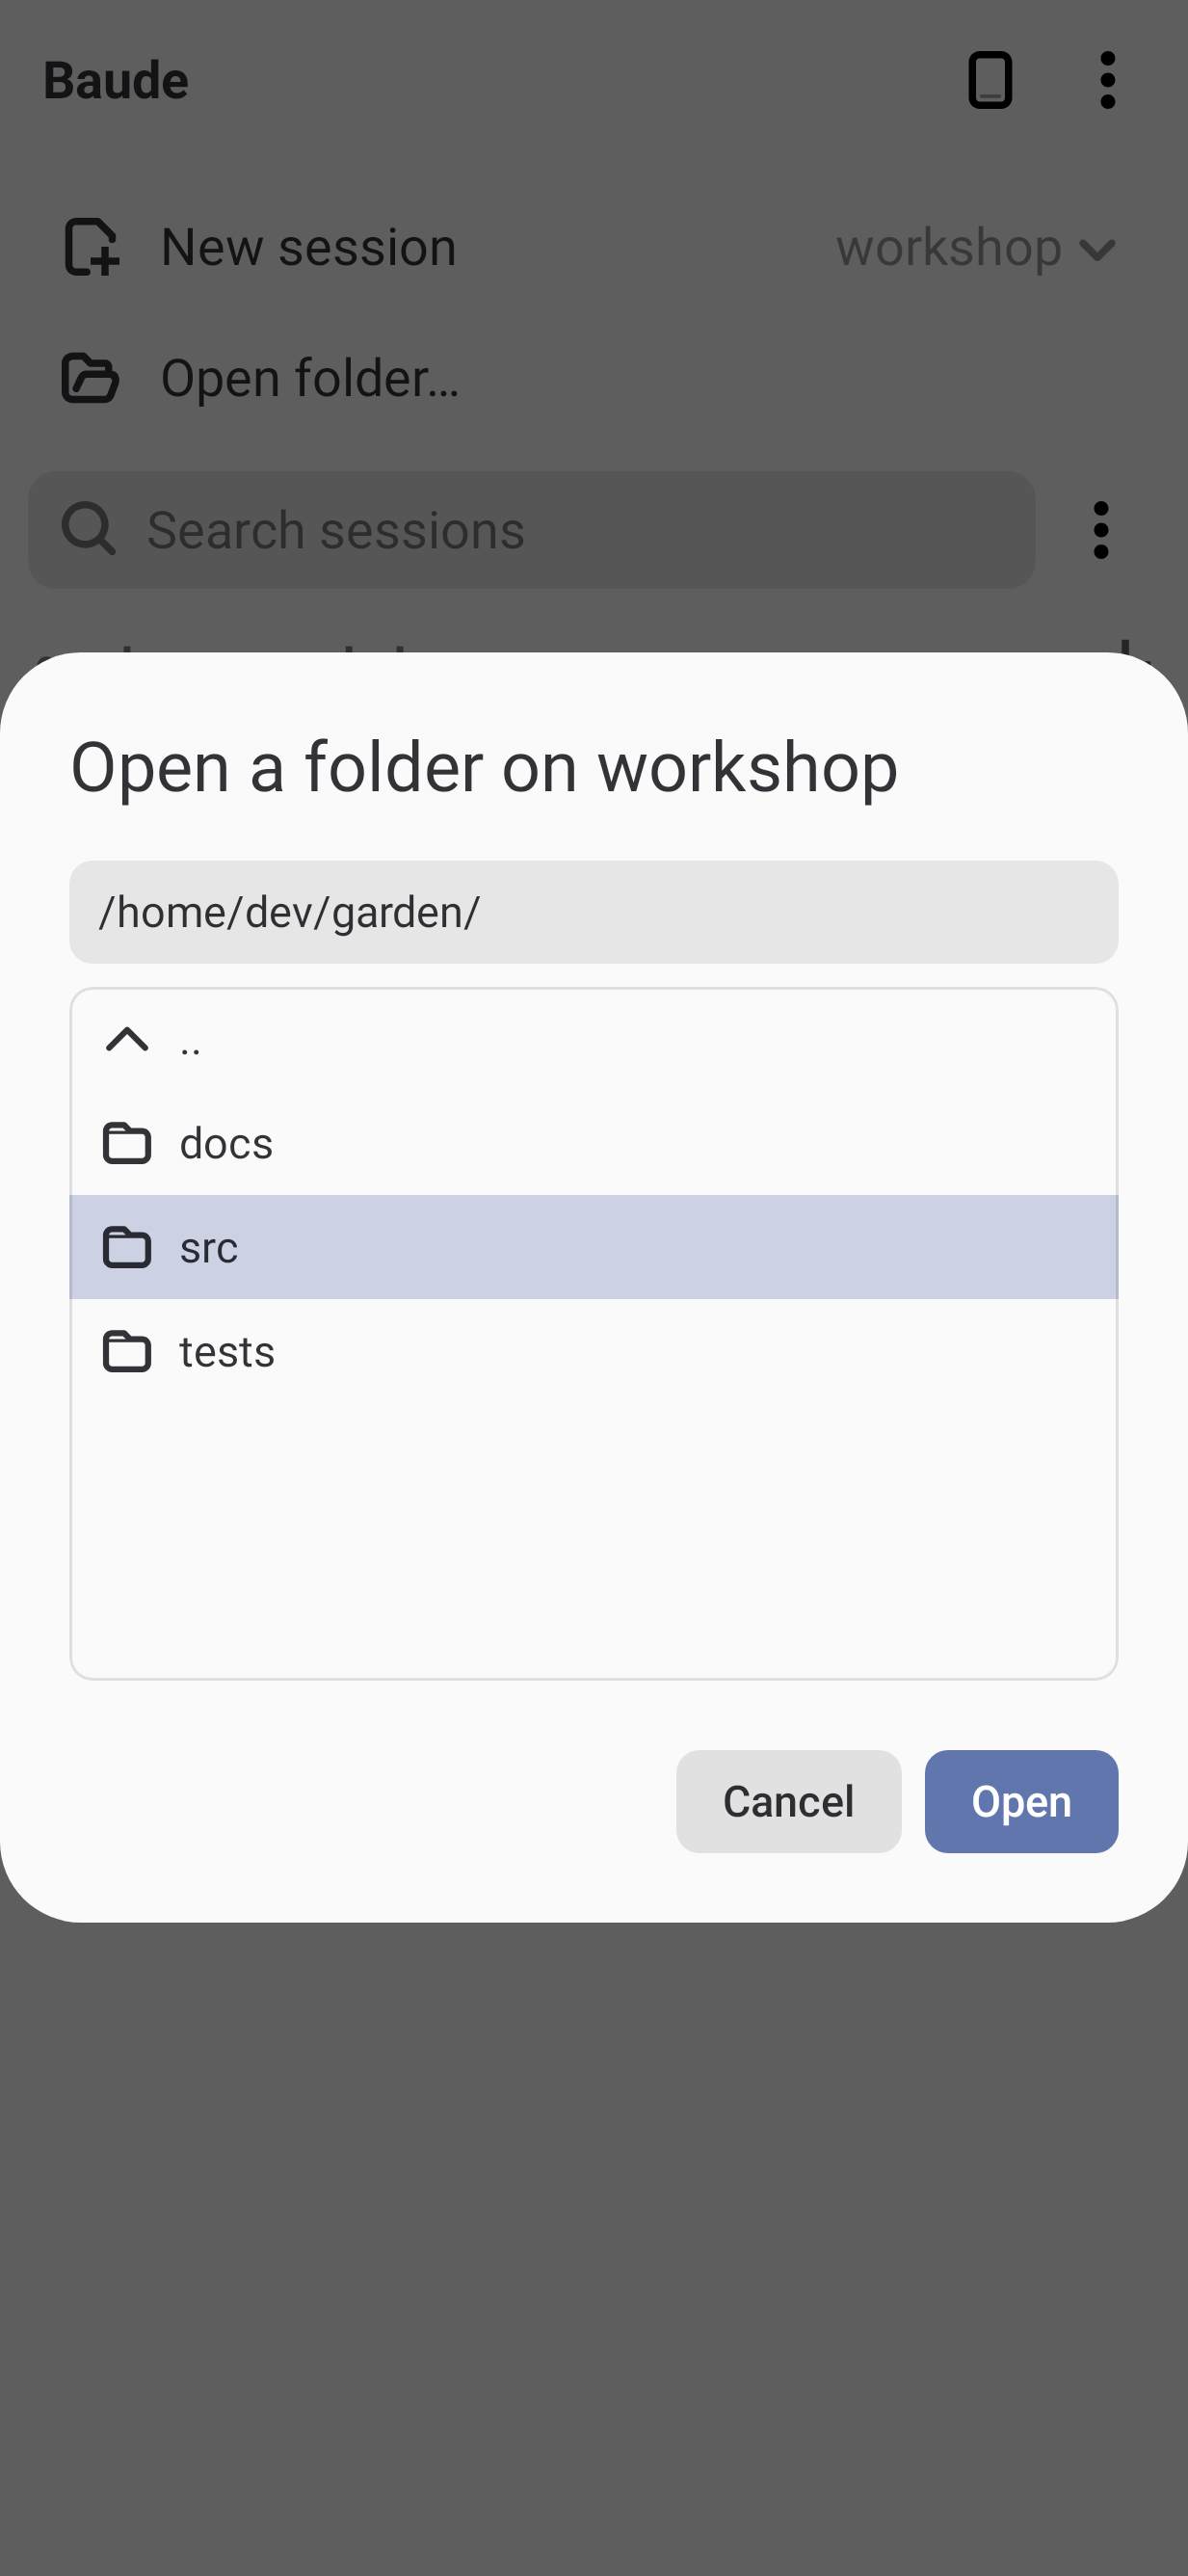 Baude
New session
workshop
Open folder…
Search sessions
Open a folder on workshop
/home/dev/garden/
..
docs
src
tests
Cancel
Open